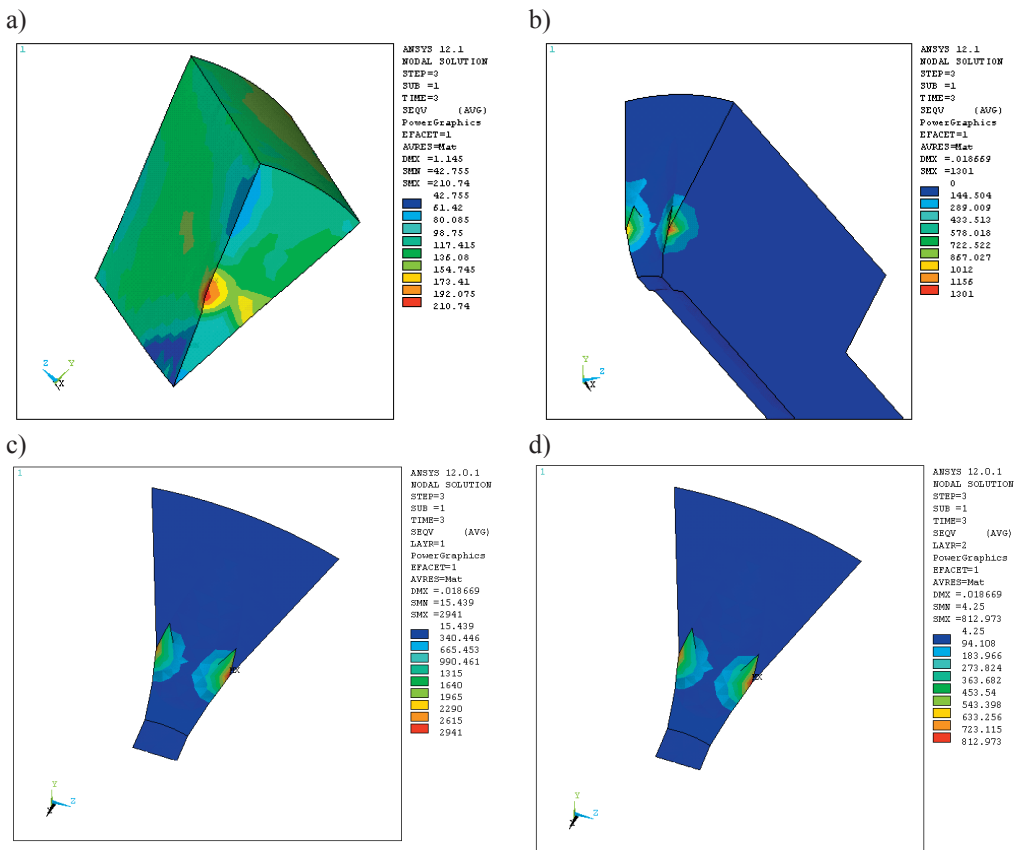 a)
1
ANSYS 12.1
NODAL SOLUTION
STEP=3
SUB =1
TIME=3
SEQV (AVG)
PowerGraphics
EFACET=1
AVRES=Mat
DMX =1.145
SMN =42.755
SMX =210.74
42.755
61.42
80.085
98.75
117.415
136.08
154.745
173.41
192.075
210.74
Z
Y
X
b)
1
ANSYS 12.1
NODAL SOLUTION
STEP=3
SUB =1
TIME=3
SEQV (AVG)
PowerGraphics
EFACET=1
AVRES=Mat
DMX =.018669
SMX =1301
0
144.504
289.009
433.513
578.018
722.522
867.027
1012
1156
1301
Y
Z
X
c)
1
ANSYS 12.0.1
NODAL SOLUTION
STEP=3
SUB =1
TIME=3
SEQV (AVG)
LAYR=1
PowerGraphics
EFACET=1
AVRES=Mat
DMX =.018669
SMN =15.439
SMX =2941
15.439
340.446
665.453
990.461
1315
1640
1965
2290
2615
2941
MX
Y
Z
X
d)
1
ANSYS 12.0.1
NODAL SOLUTION
STEP=3
SUB =1
TIME=3
SEQV (AVG)
LAYR=2
PowerGraphics
EFACET=1
AVRES=Mat
DMX =.018669
SMN =4.25
SMX =812.973
4.25
94.108
183.966
273.824
363.682
453.54
543.398
633.256
723.115
812.973
MX
Y
Z
X